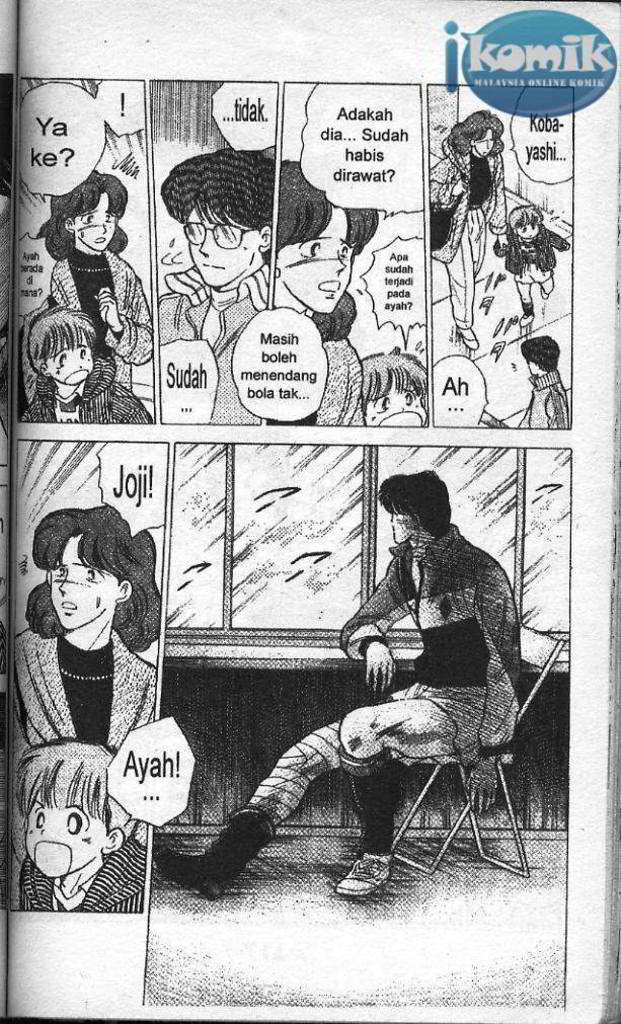 ikomik
MALAYSIA ONLINE KOMIK
Koba-
yashi...
Ah
...
Adakah
dia... Sudah
habis
dirawat?
Apa
sudah
terjadi
pada
ayah?
Masih
boleh
menendang
bola tak...
...tidak.
Sudah
...
!
Ya
ke?
Ayah
berada
di
mana?
Joji!
Ayah!
...